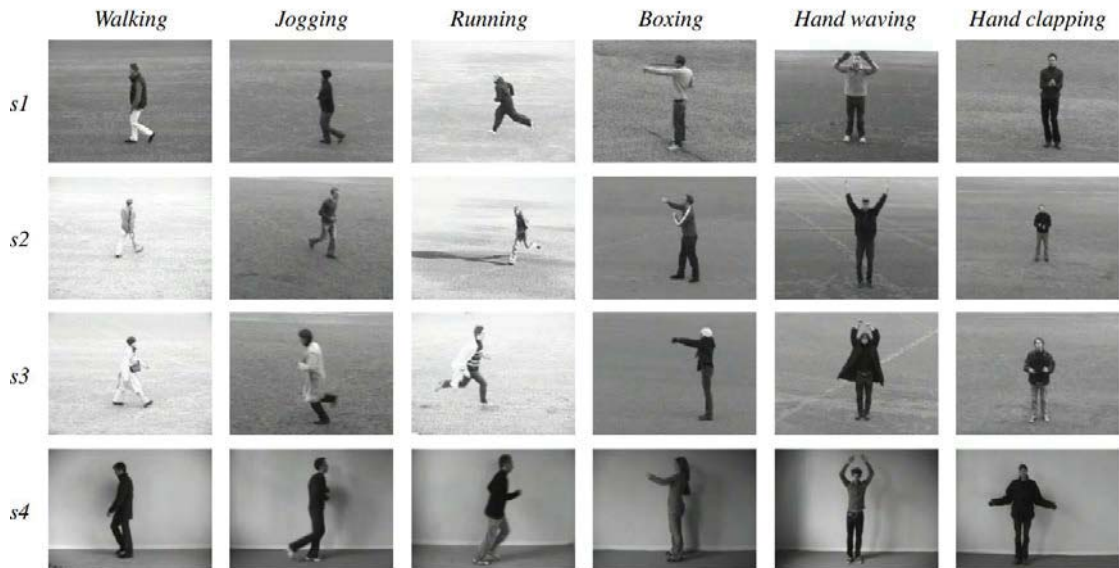 Walking Jogging Running Boxing Hand waving Hand clapping
s1
s2
s3
s4